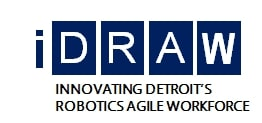 iDRAW
INNOVATING DETROIT'S
ROBOTICS AGILE WORKFORCE